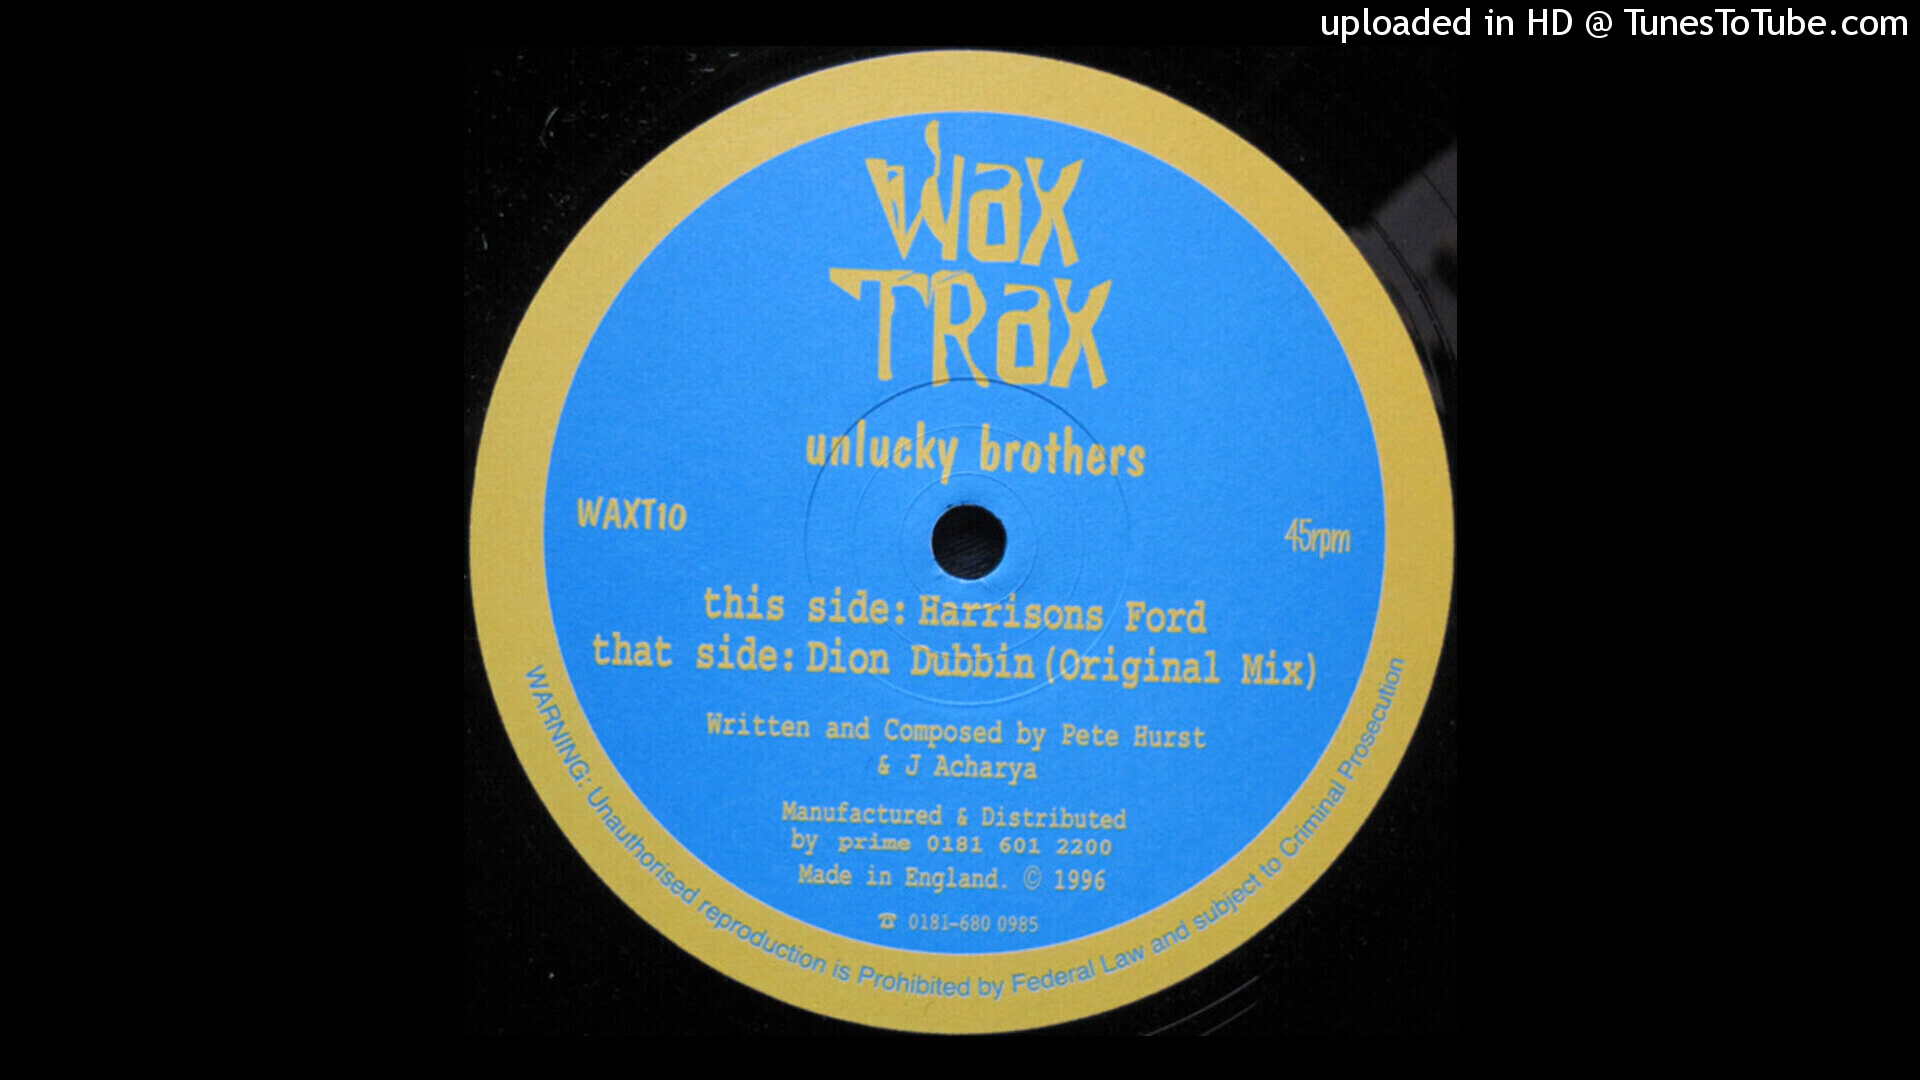 uploaded in HD @ TunesToTube.com
Wax
TRax
unlucky brothers
WAXT10
45rpm
this side: Harrisons Ford
that side: Dion Dubbin (Original Mix)
Written and Composed by Pete Hurst
& J Acharya
Manufactured & Distributed
by prime 0181 601 2200
Made in England. © 1996
☎ 0181-680 0985
WARNING: Unauthorised reproduction is Prohibited by Federal Law and subject to Criminal Prosecution